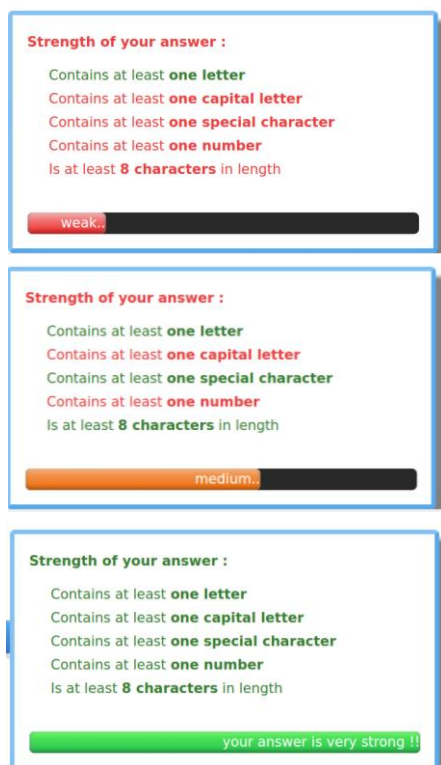 Strength of your answer :
Contains at least one letter
Contains at least one capital letter
Contains at least one special character
Contains at least one number
Is at least 8 characters in length
weak..
Strength of your answer :
Contains at least one letter
Contains at least one capital letter
Contains at least one special character
Contains at least one number
Is at least 8 characters in length
medium..
Strength of your answer :
Contains at least one letter
Contains at least one capital letter
Contains at least one special character
Contains at least one number
Is at least 8 characters in length
your answer is very strong !!